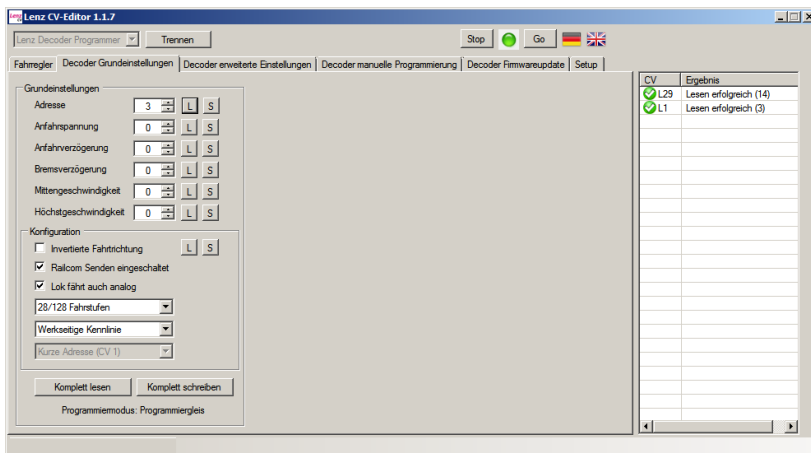 Lenz CV-Editor 1.1.7
Lenz Decoder Programmer Trennen Stop Go
Fahrregler Decoder Grundeinstellungen Decoder erweiterte Einstellungen Decoder manuelle Programmierung Decoder Firmwareupdate Setup
Grundeinstellungen
Adresse 3 L S
Anfahrspannung 0 L S
Anfahrverzögerung 0 L S
Bremsverzögerung 0 L S
Mittengeschwindigkeit 0 L S
Höchstgeschwindigkeit 0 L S
Konfiguration
Invertierte Fahrtrichtung L S
Railcom Senden eingeschaltet
Lok fährt auch analog
28/128 Fahrstufen
Werkseitige Kennlinie
Kurze Adresse (CV 1)
Komplett lesen Komplett schreiben
Programmiermodus: Programmiergleis
CV Ergebnis
L29 Lesen erfolgreich (14)
L1 Lesen erfolgreich (3)